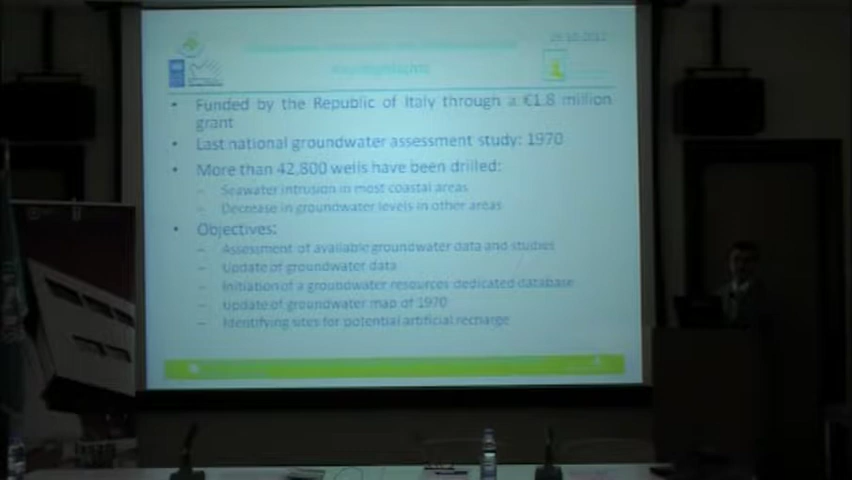 • Funded by the Republic of Italy through a €1.8 million
grant
• Last national groundwater assessment study: 1970
• More than 42,800 wells have been drilled:
– Seawater intrusion in most coastal areas
– Decrease in groundwater levels in other areas
• Objectives:
– Assessment of available groundwater data and studies
– Update of groundwater data
– Initiation of a groundwater resources dedicated database
– Update of groundwater map of 1970
– Identifying sites for potential artificial recharge